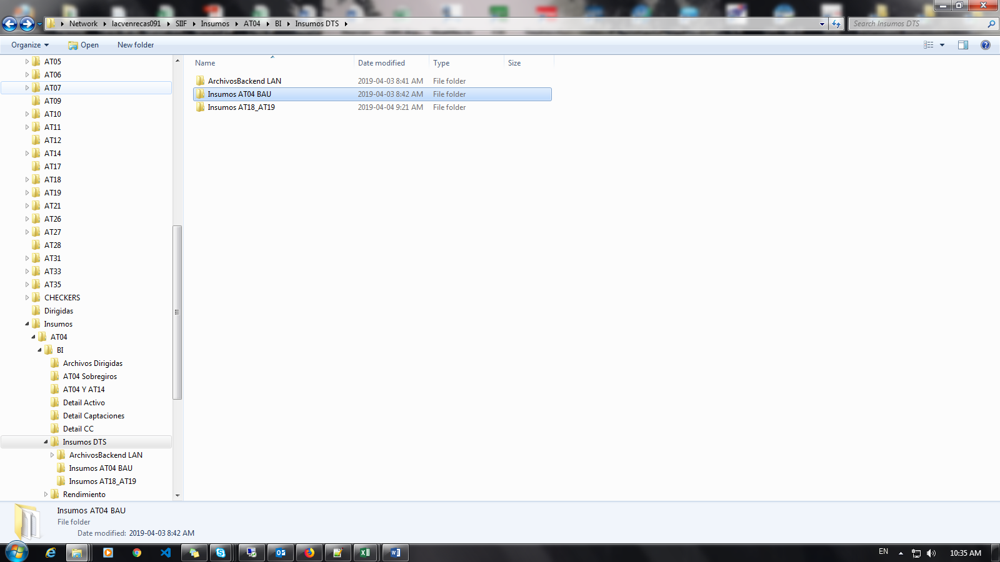 Network lacvenrecas091 SIIF Insumos AT04 BI Insumos DTS
Search Insumos DTS
Organize Open New folder
AT05
AT06
AT07
AT09
AT10
AT11
AT12
AT14
AT17
AT18
AT19
AT21
AT26
AT27
AT28
AT31
AT33
AT35
CHECKERS
Dirigidas
Insumos
AT04
BI
Archivos Dirigidas
AT04 Sobregiros
AT04 Y AT14
Detail Activo
Detail Captaciones
Detail CC
Insumos DTS
ArchivosBackend LAN
Insumos AT04 BAU
Insumos AT18_AT19
Rendimiento
Name Date modified Type Size
ArchivosBackend LAN 2019-04-03 8:41 AM File folder
Insumos AT04 BAU 2019-04-03 8:42 AM File folder
Insumos AT18_AT19 2019-04-04 9:21 AM File folder
Insumos AT04 BAU
File folder
Date modified: 2019-04-03 8:42 AM
EN 10:35 AM